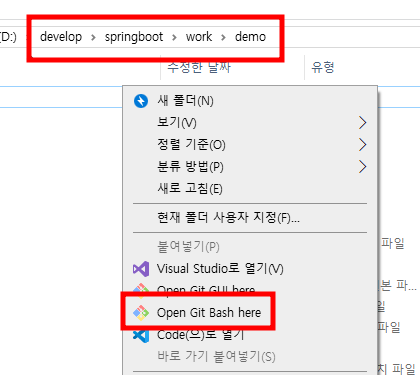 (D:) develop > springboot > work > demo
수정한 날짜 유형
새 폴더(N)
보기(V)
정렬 기준(O)
분류 방법(P)
새로 고침(E)
현재 폴더 사용자 지정(F)...
파일
붙여넣기(P)
Visual Studio로 열기(V)
Open Git GUI here
본 파...
Open Git Bash here
파일
Code(으)로 열기
파일
바로 가기 붙여넣기(S)